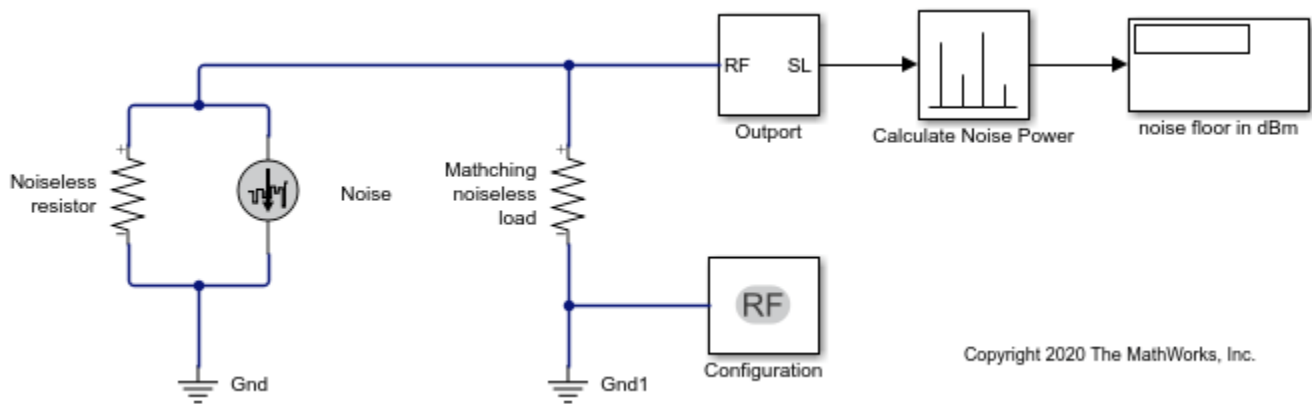 RF SL
Outport
Calculate Noise Power
noise floor in dBm
Noiseless
resistor
Noise
Mathching
noiseless
load
RF
Configuration
Gnd
Gnd1
Copyright 2020 The MathWorks, Inc.